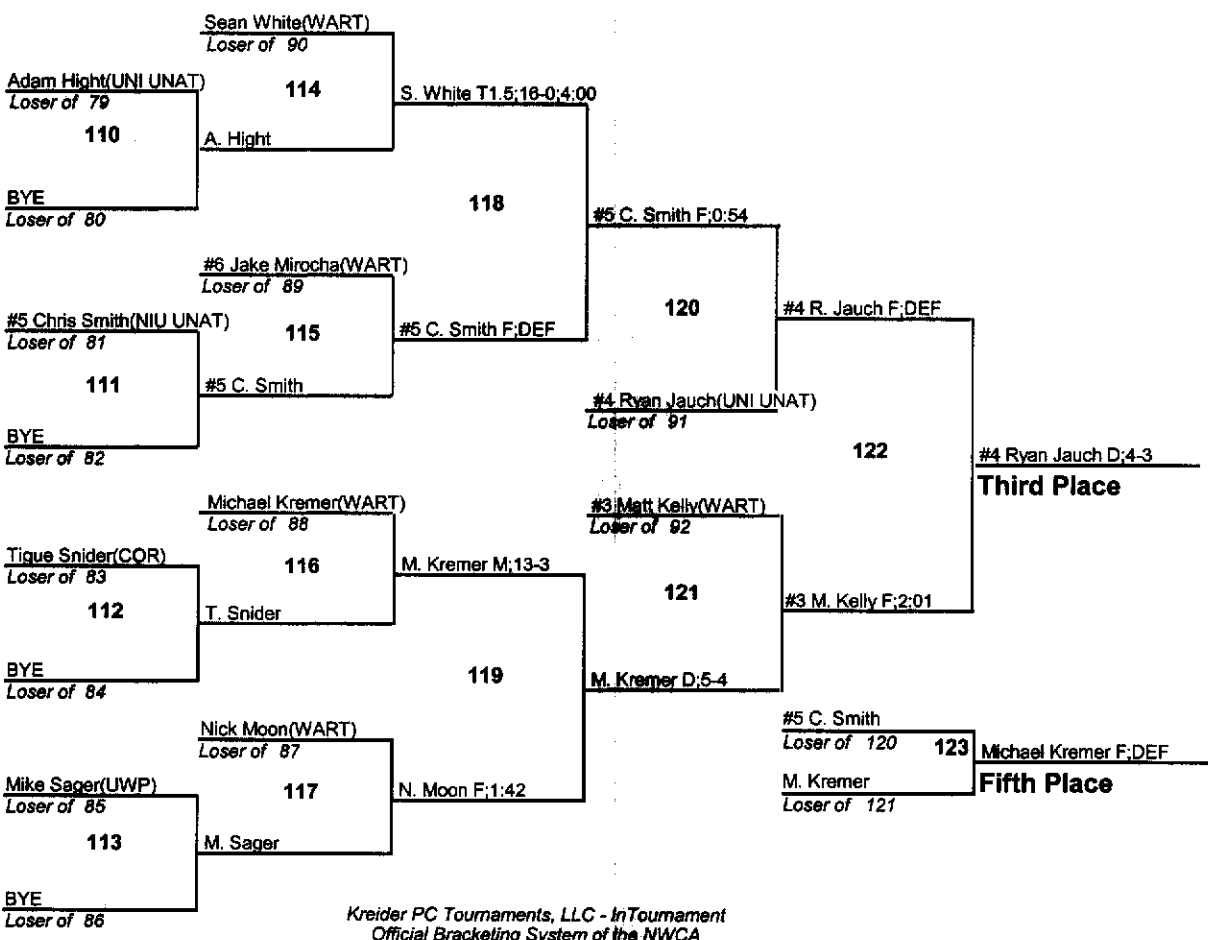 Sean White(WART)
Loser of 90
Adam Hight(UNI UNAT)
Loser of 79
114
S. White T1.5;16-0;4:00
110
A. Hight
BYE
Loser of 80
118
#5 C. Smith F;0:54
#6 Jake Mirocha(WART)
Loser of 89
#5 Chris Smith(NIU UNAT)
Loser of 81
115
#5 C. Smith F;DEF
120
#4 R. Jauch F;DEF
111
#5 C. Smith
#4 Ryan Jauch(UNI UNAT)
Loser of 91
BYE
Loser of 82
122
#4 Ryan Jauch D;4-3
Third Place
Michael Kremer(WART)
Loser of 88
#3 Matt Kelly(WART)
Loser of 92
Tique Snider(COR)
Loser of 83
116
M. Kremer M;13-3
121
#3 M. Kelly F;2:01
112
T. Snider
BYE
Loser of 84
119
M. Kremer D;5-4
Nick Moon(WART)
Loser of 87
#5 C. Smith
Loser of 120
123
Michael Kremer F;DEF
Fifth Place
Mike Sager(UWP)
Loser of 85
117
N. Moon F;1:42
M. Kremer
Loser of 121
113
M. Sager
BYE
Loser of 86
Kreider PC Tournaments, LLC - InTournament
Official Bracketing System of the NWCA